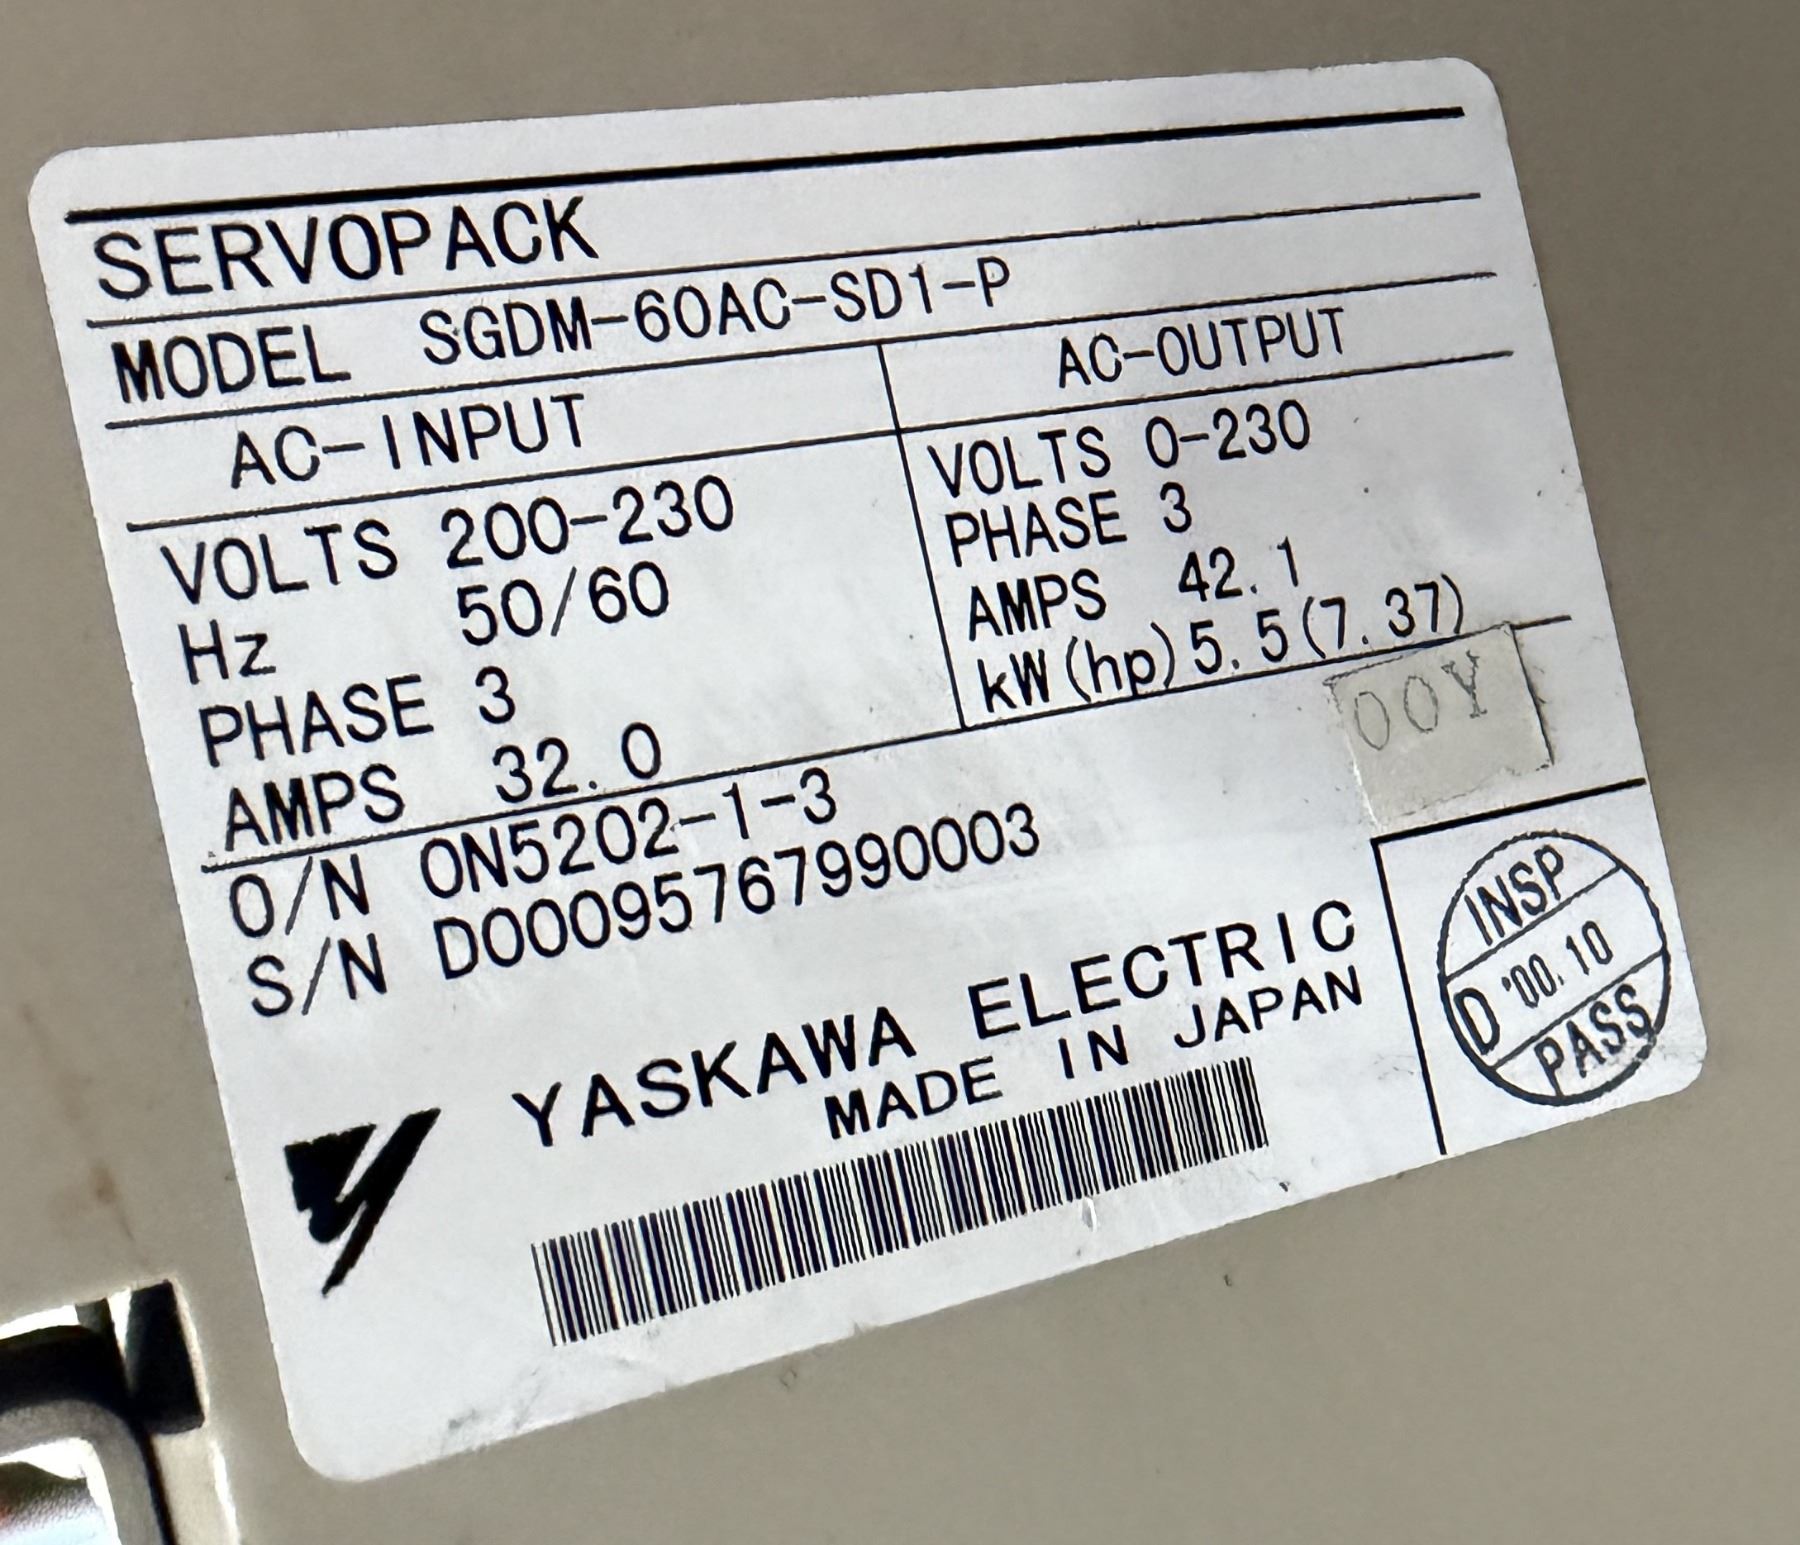 SERVOPACK
MODEL SGDM-60AC-SD1-P
AC-INPUT
VOLTS 200-230
Hz 50/60
PHASE 3
AMPS 32.0
AC-OUTPUT
VOLTS 0-230
PHASE 3
AMPS 42.1
kW(hp) 5.5(7.37)
00Y
O/N ON5202-1-3
S/N D00095767990003
YASKAWA ELECTRIC
MADE IN JAPAN
INSP
D '00.10
PASS